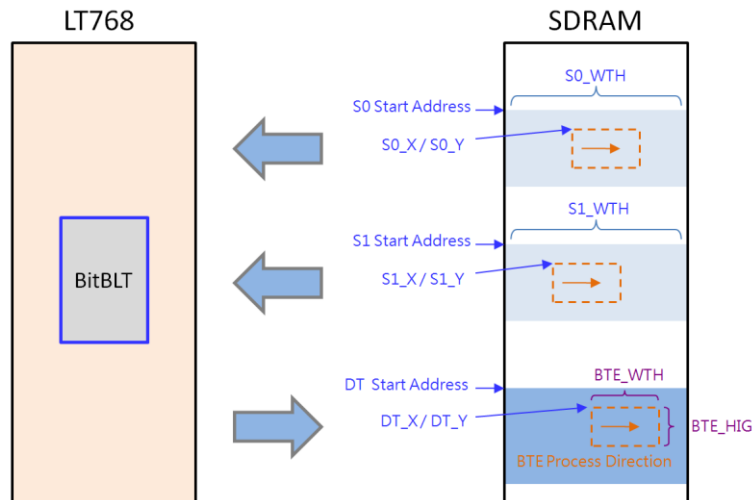 LT768
SDRAM
S0_WTH
S0 Start Address
S0_X / S0_Y
S1_WTH
S1 Start Address
S1_X / S1_Y
BitBLT
DT Start Address
BTE_WTH
DT_X / DT_Y
BTE_HIG
BTE Process Direction